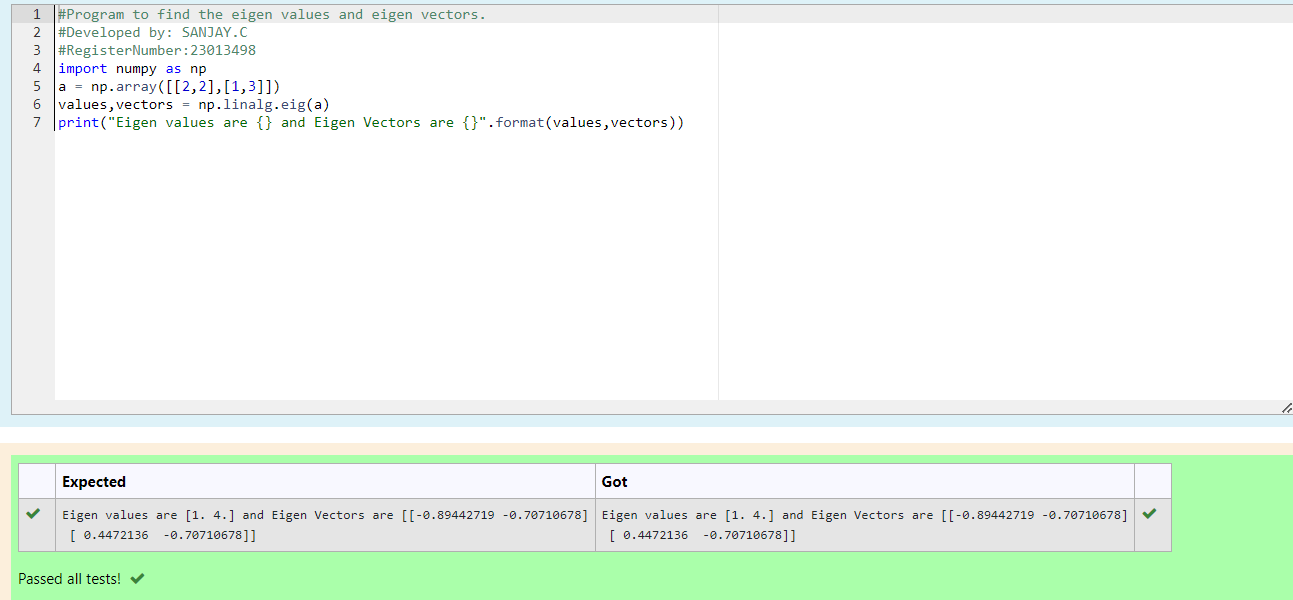 1 #Program to find the eigen values and eigen vectors.
2 #Developed by: SANJAY.C
3 #RegisterNumber:23013498
4 import numpy as np
5 a = np.array([[2,2],[1,3]])
6 values,vectors = np.linalg.eig(a)
7 print("Eigen values are {} and Eigen Vectors are {}".format(values,vectors))
Expected Got
Eigen values are [1. 4.] and Eigen Vectors are [[-0.89442719 -0.70710678] Eigen values are [1. 4.] and Eigen Vectors are [[-0.89442719 -0.70710678]
[ 0.4472136  -0.70710678]] [ 0.4472136  -0.70710678]]
Passed all tests!